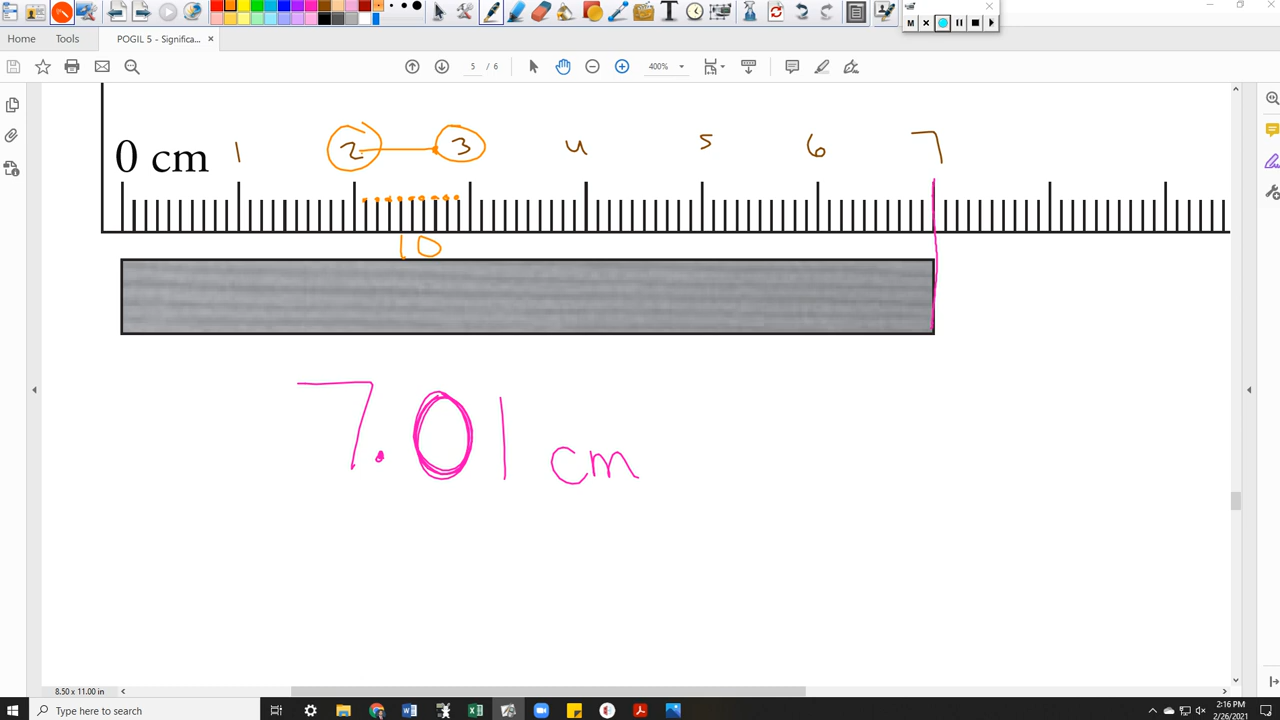 M
Home Tools POGIL 5 - Significa... ×
5 / 6 400%
0 cm 1 2 3 4 5 6 7
10
7.01 cm
8.50 x 11.00 in
Type here to search
2:16 PM
2/26/2021